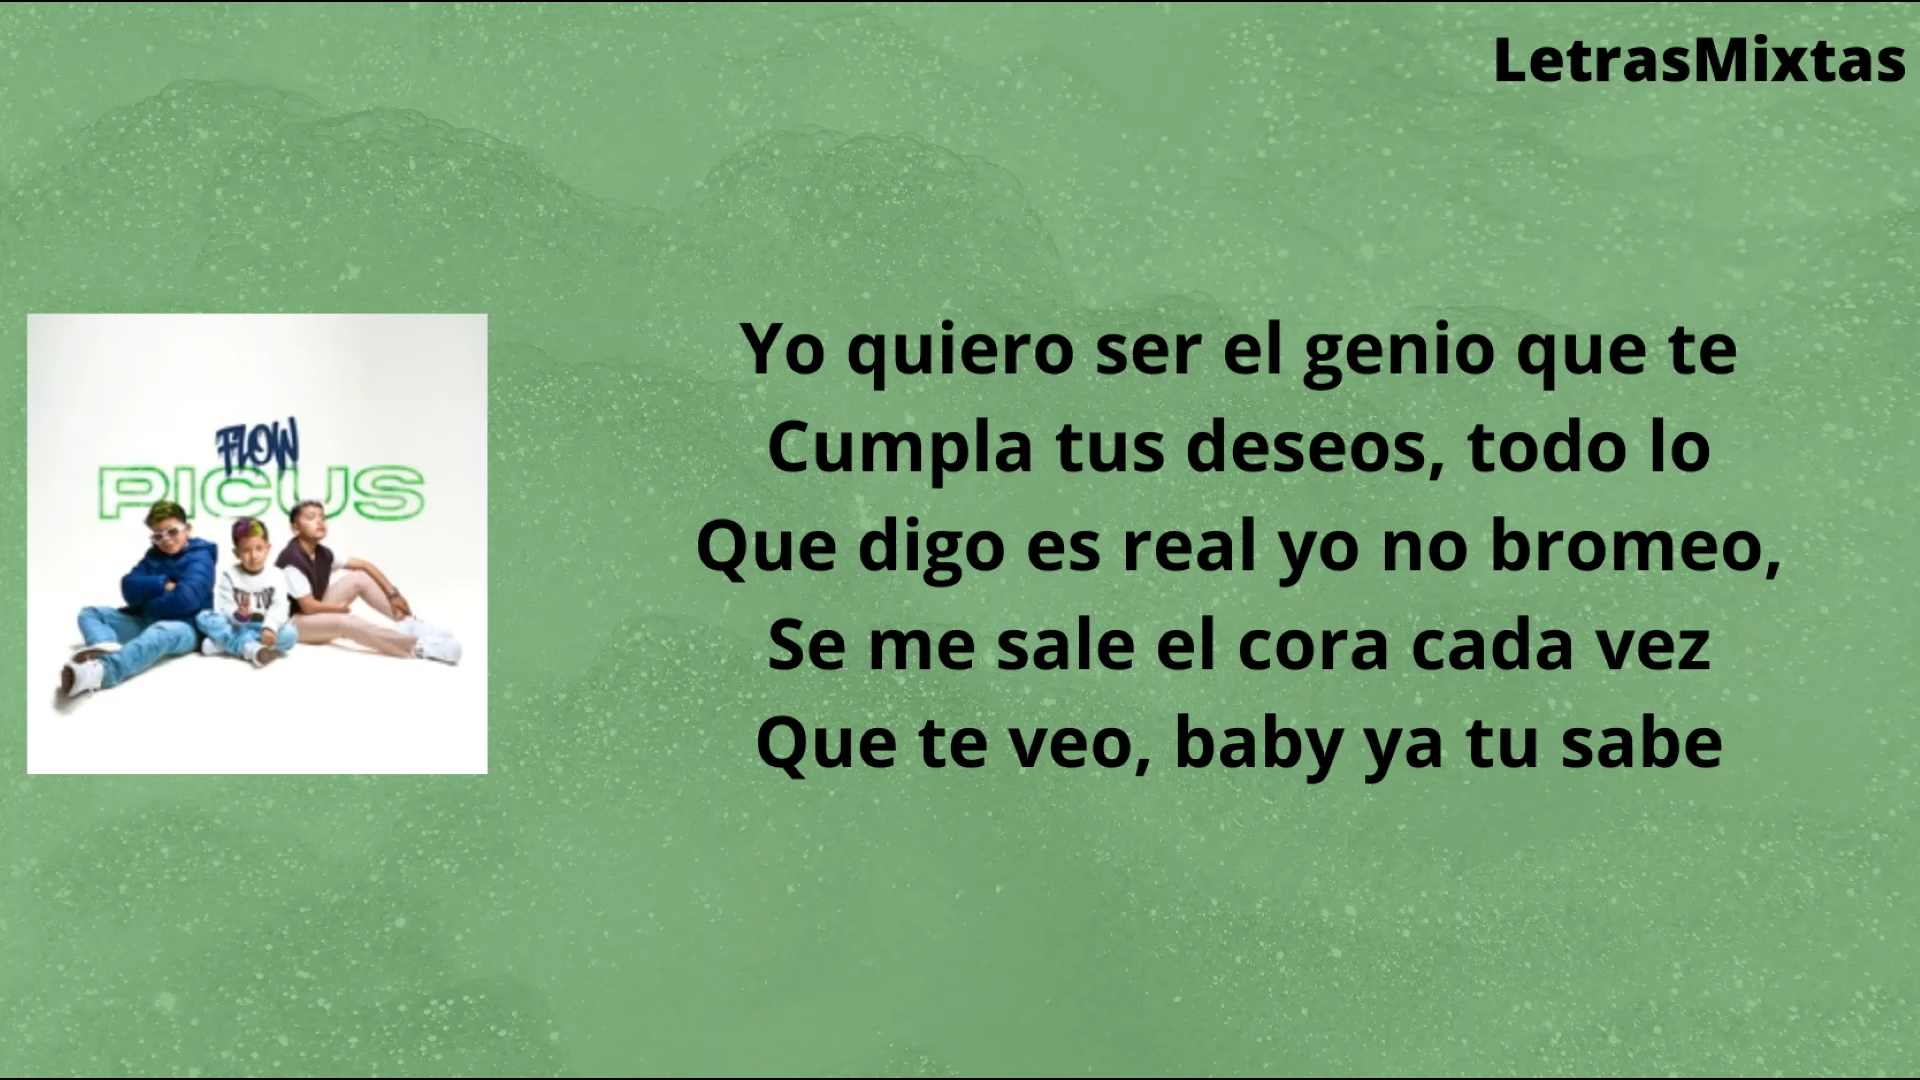 LetrasMixtas
FLOW
PICUS
Yo quiero ser el genio que te
Cumpla tus deseos, todo lo
Que digo es real yo no bromeo,
Se me sale el cora cada vez
Que te veo, baby ya tu sabe